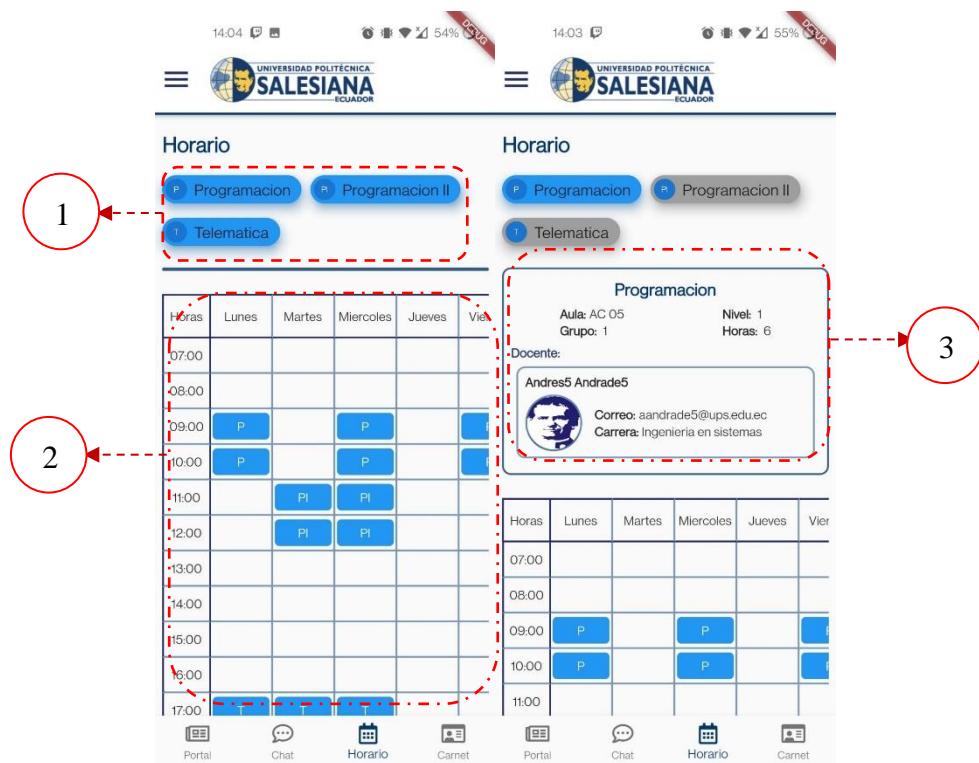 14:04 54%
DEBUG
UNIVERSIDAD POLITÉCNICA
SALESIANA
ECUADOR
Horario
P Programacion PI Programacion II
T Telematica
1
Horas Lunes Martes Miercoles Jueves Vier
07:00
08:00
09:00 P P P
10:00 P P P
11:00 PI PI
12:00 PI PI
13:00
14:00
15:00
16:00
17:00 T T T
2
Portal Chat Horario Carnet
14:03 55%
DEBUG
UNIVERSIDAD POLITÉCNICA
SALESIANA
ECUADOR
Horario
P Programacion PI Programacion II
T Telematica
Programacion
Aula: AC 05 Nivel: 1
Grupo: 1 Horas: 6
Docente:
Andres5 Andrade5
Correo: aandrade5@ups.edu.ec
Carrera: Ingenieria en sistemas
3
Horas Lunes Martes Miercoles Jueves Vier
07:00
08:00
09:00 P P P
10:00 P P P
11:00
Portal Chat Horario Carnet